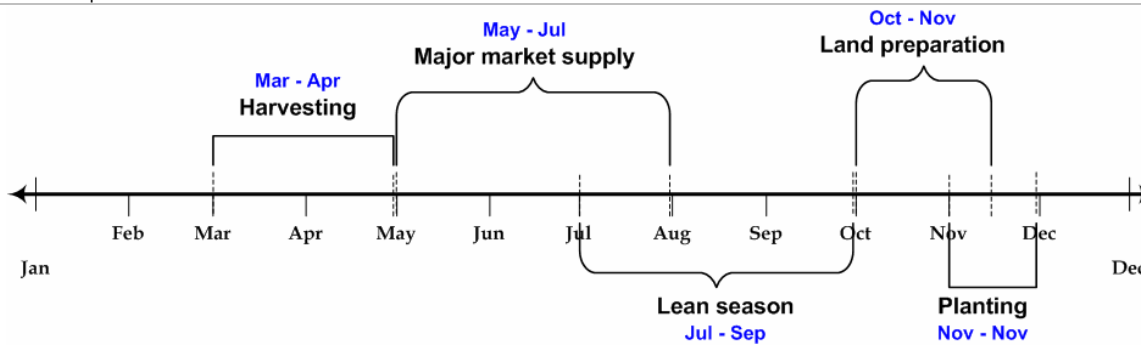 Oct - Nov
Land preparation
May - Jul
Major market supply
Mar - Apr
Harvesting
Feb Mar Apr May Jun Jul Aug Sep Oct Nov Dec
Jan Dec
Lean season Planting
Jul - Sep Nov - Nov